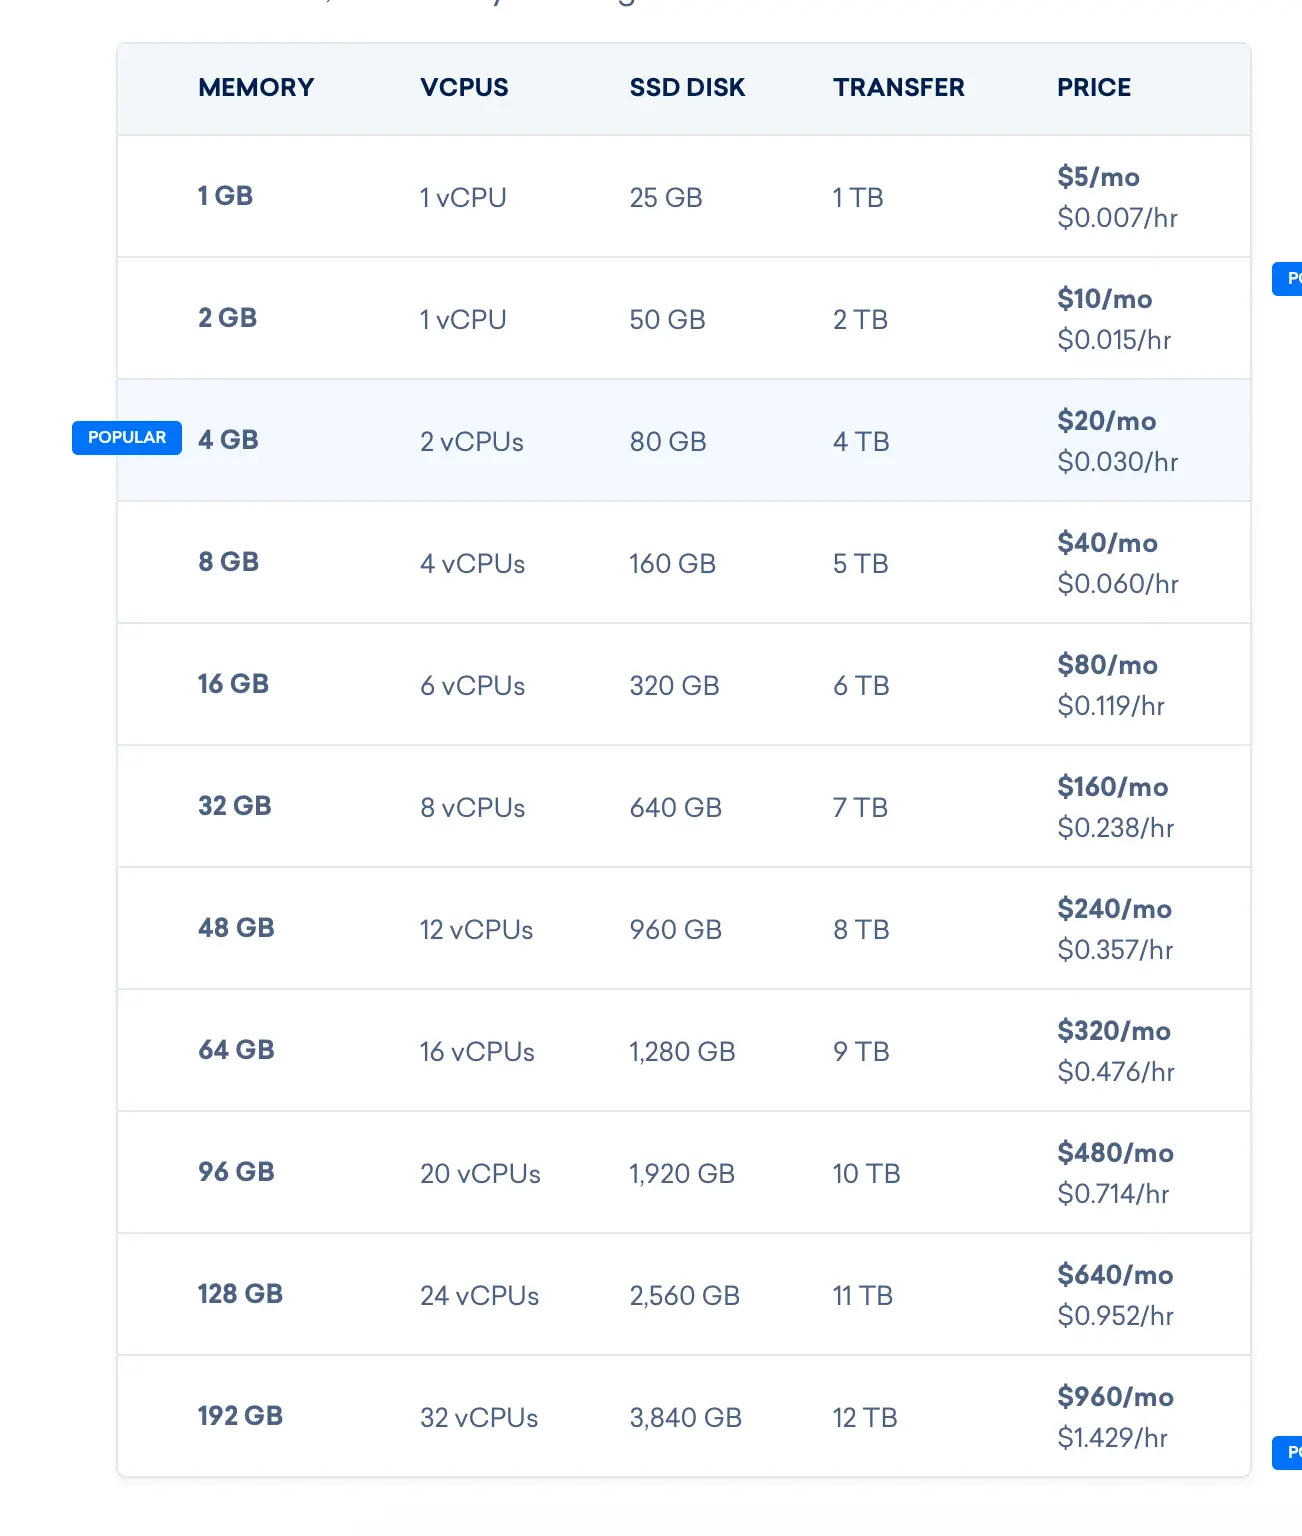 MEMORY VCPUS SSD DISK TRANSFER PRICE
1 GB 1 vCPU 25 GB 1 TB $5/mo
$0.007/hr
2 GB 1 vCPU 50 GB 2 TB $10/mo
$0.015/hr
POPULAR 4 GB 2 vCPUs 80 GB 4 TB $20/mo
$0.030/hr
8 GB 4 vCPUs 160 GB 5 TB $40/mo
$0.060/hr
16 GB 6 vCPUs 320 GB 6 TB $80/mo
$0.119/hr
32 GB 8 vCPUs 640 GB 7 TB $160/mo
$0.238/hr
48 GB 12 vCPUs 960 GB 8 TB $240/mo
$0.357/hr
64 GB 16 vCPUs 1,280 GB 9 TB $320/mo
$0.476/hr
96 GB 20 vCPUs 1,920 GB 10 TB $480/mo
$0.714/hr
128 GB 24 vCPUs 2,560 GB 11 TB $640/mo
$0.952/hr
192 GB 32 vCPUs 3,840 GB 12 TB $960/mo
$1.429/hr